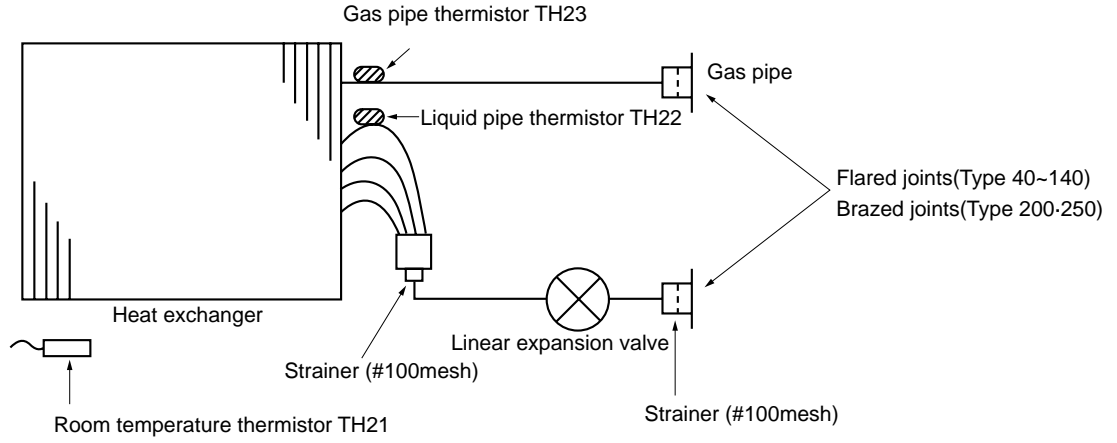 Gas pipe thermistor TH23
Gas pipe
Liquid pipe thermistor TH22
Flared joints(Type 40~140)
Brazed joints(Type 200·250)
Heat exchanger
Linear expansion valve
Strainer (#100mesh)
Strainer (#100mesh)
Room temperature thermistor TH21